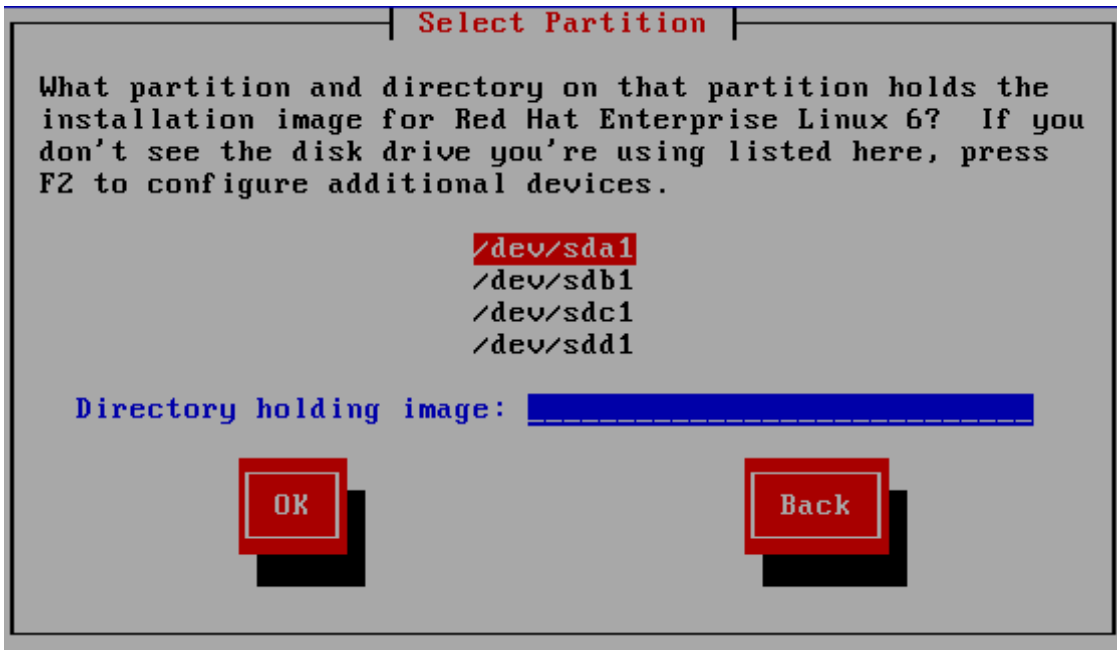 Select Partition
What partition and directory on that partition holds the
installation image for Red Hat Enterprise Linux 6?  If you
don't see the disk drive you're using listed here, press
F2 to configure additional devices.
/dev/sda1
/dev/sdb1
/dev/sdc1
/dev/sdd1
Directory holding image: ____________________________
OK Back